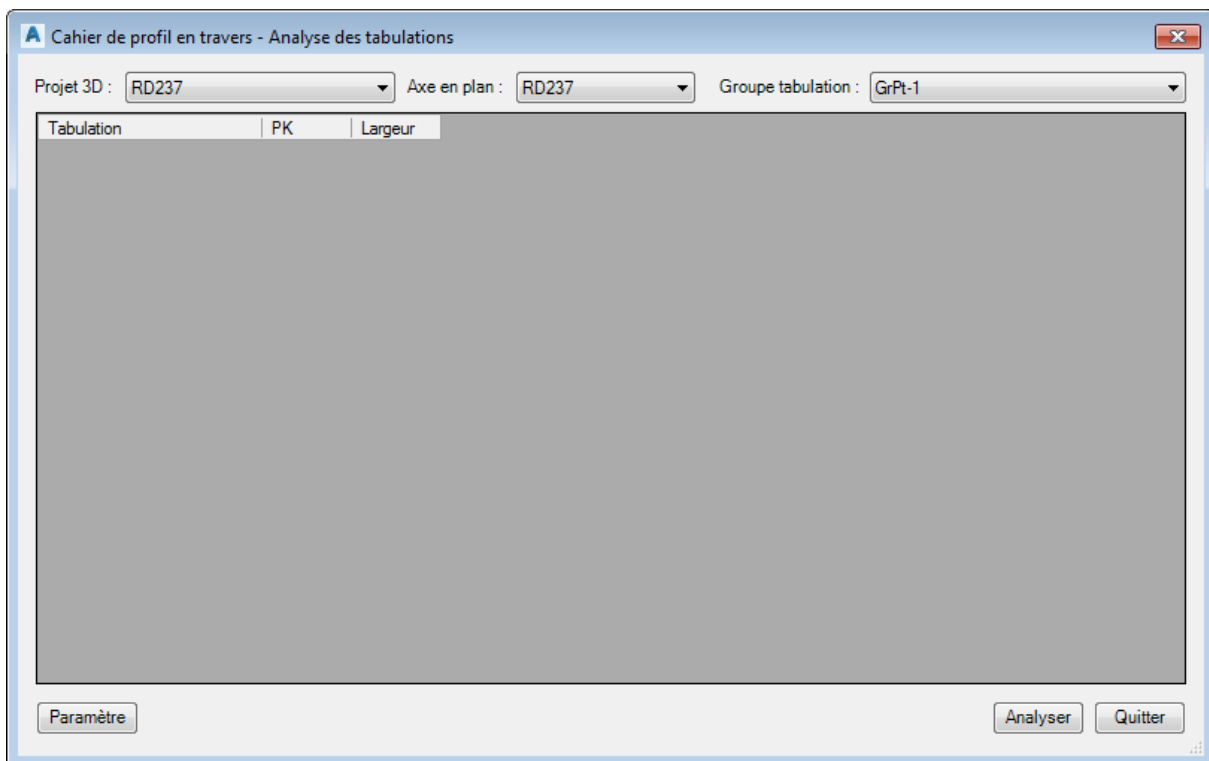 Cahier de profil en travers - Analyse des tabulations
Projet 3D : RD237 Axe en plan : RD237 Groupe tabulation : GrPt-1
Tabulation PK Largeur
Paramètre Analyser Quitter